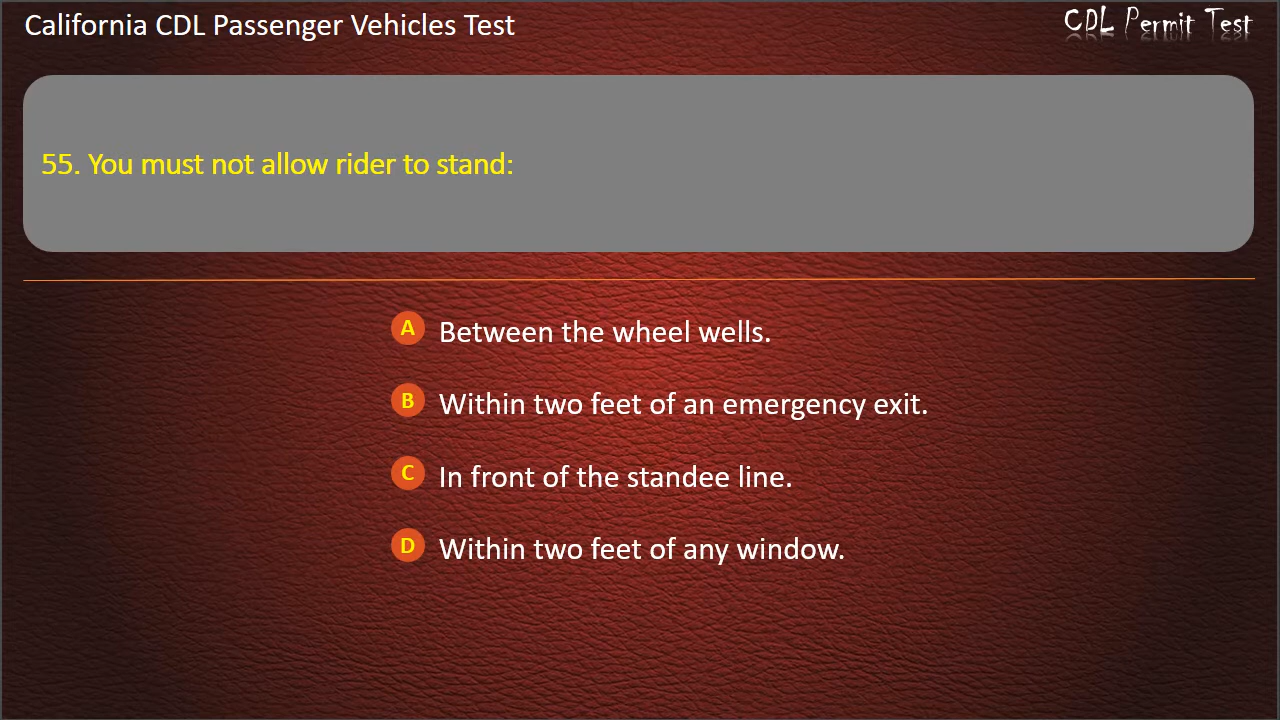 California CDL Passenger Vehicles Test
CDL Permit Test
55. You must not allow rider to stand:
A Between the wheel wells.
B Within two feet of an emergency exit.
C In front of the standee line.
D Within two feet of any window.